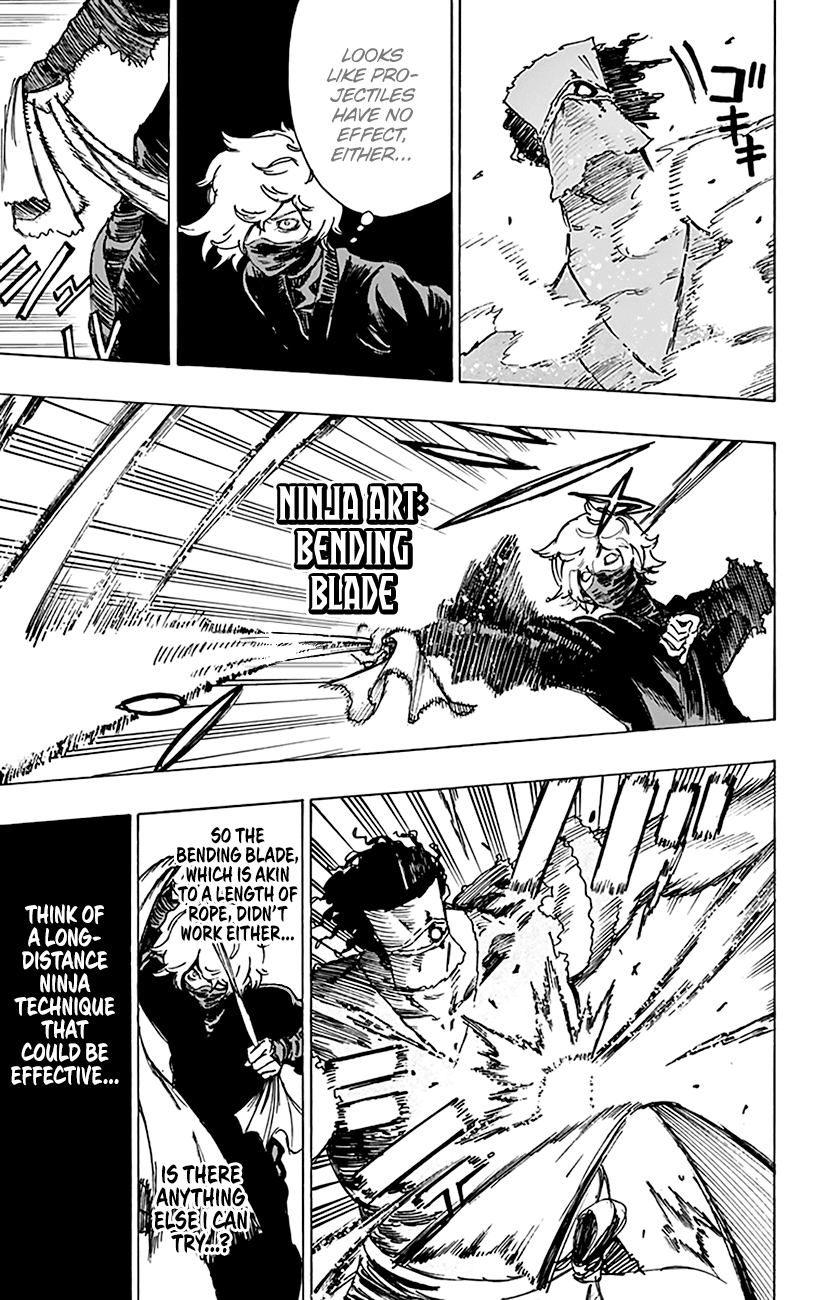 ゴキキ
LOOKS
LIKE PRO-
JECTILES
HAVE NO
EFFECT,
EITHER...
ギュッ
NINJA ART:
BENDING
BLADE
SO THE
BENDING BLADE,
WHICH IS AKIN
TO A LENGTH OF
ROPE, DIDN'T
WORK EITHER...
IS THERE
ANYTHING
ELSE I CAN
TRY...?
THINK OF
A LONG-
DISTANCE
NINJA
TECHNIQUE
THAT
COULD BE
EFFECTIVE...